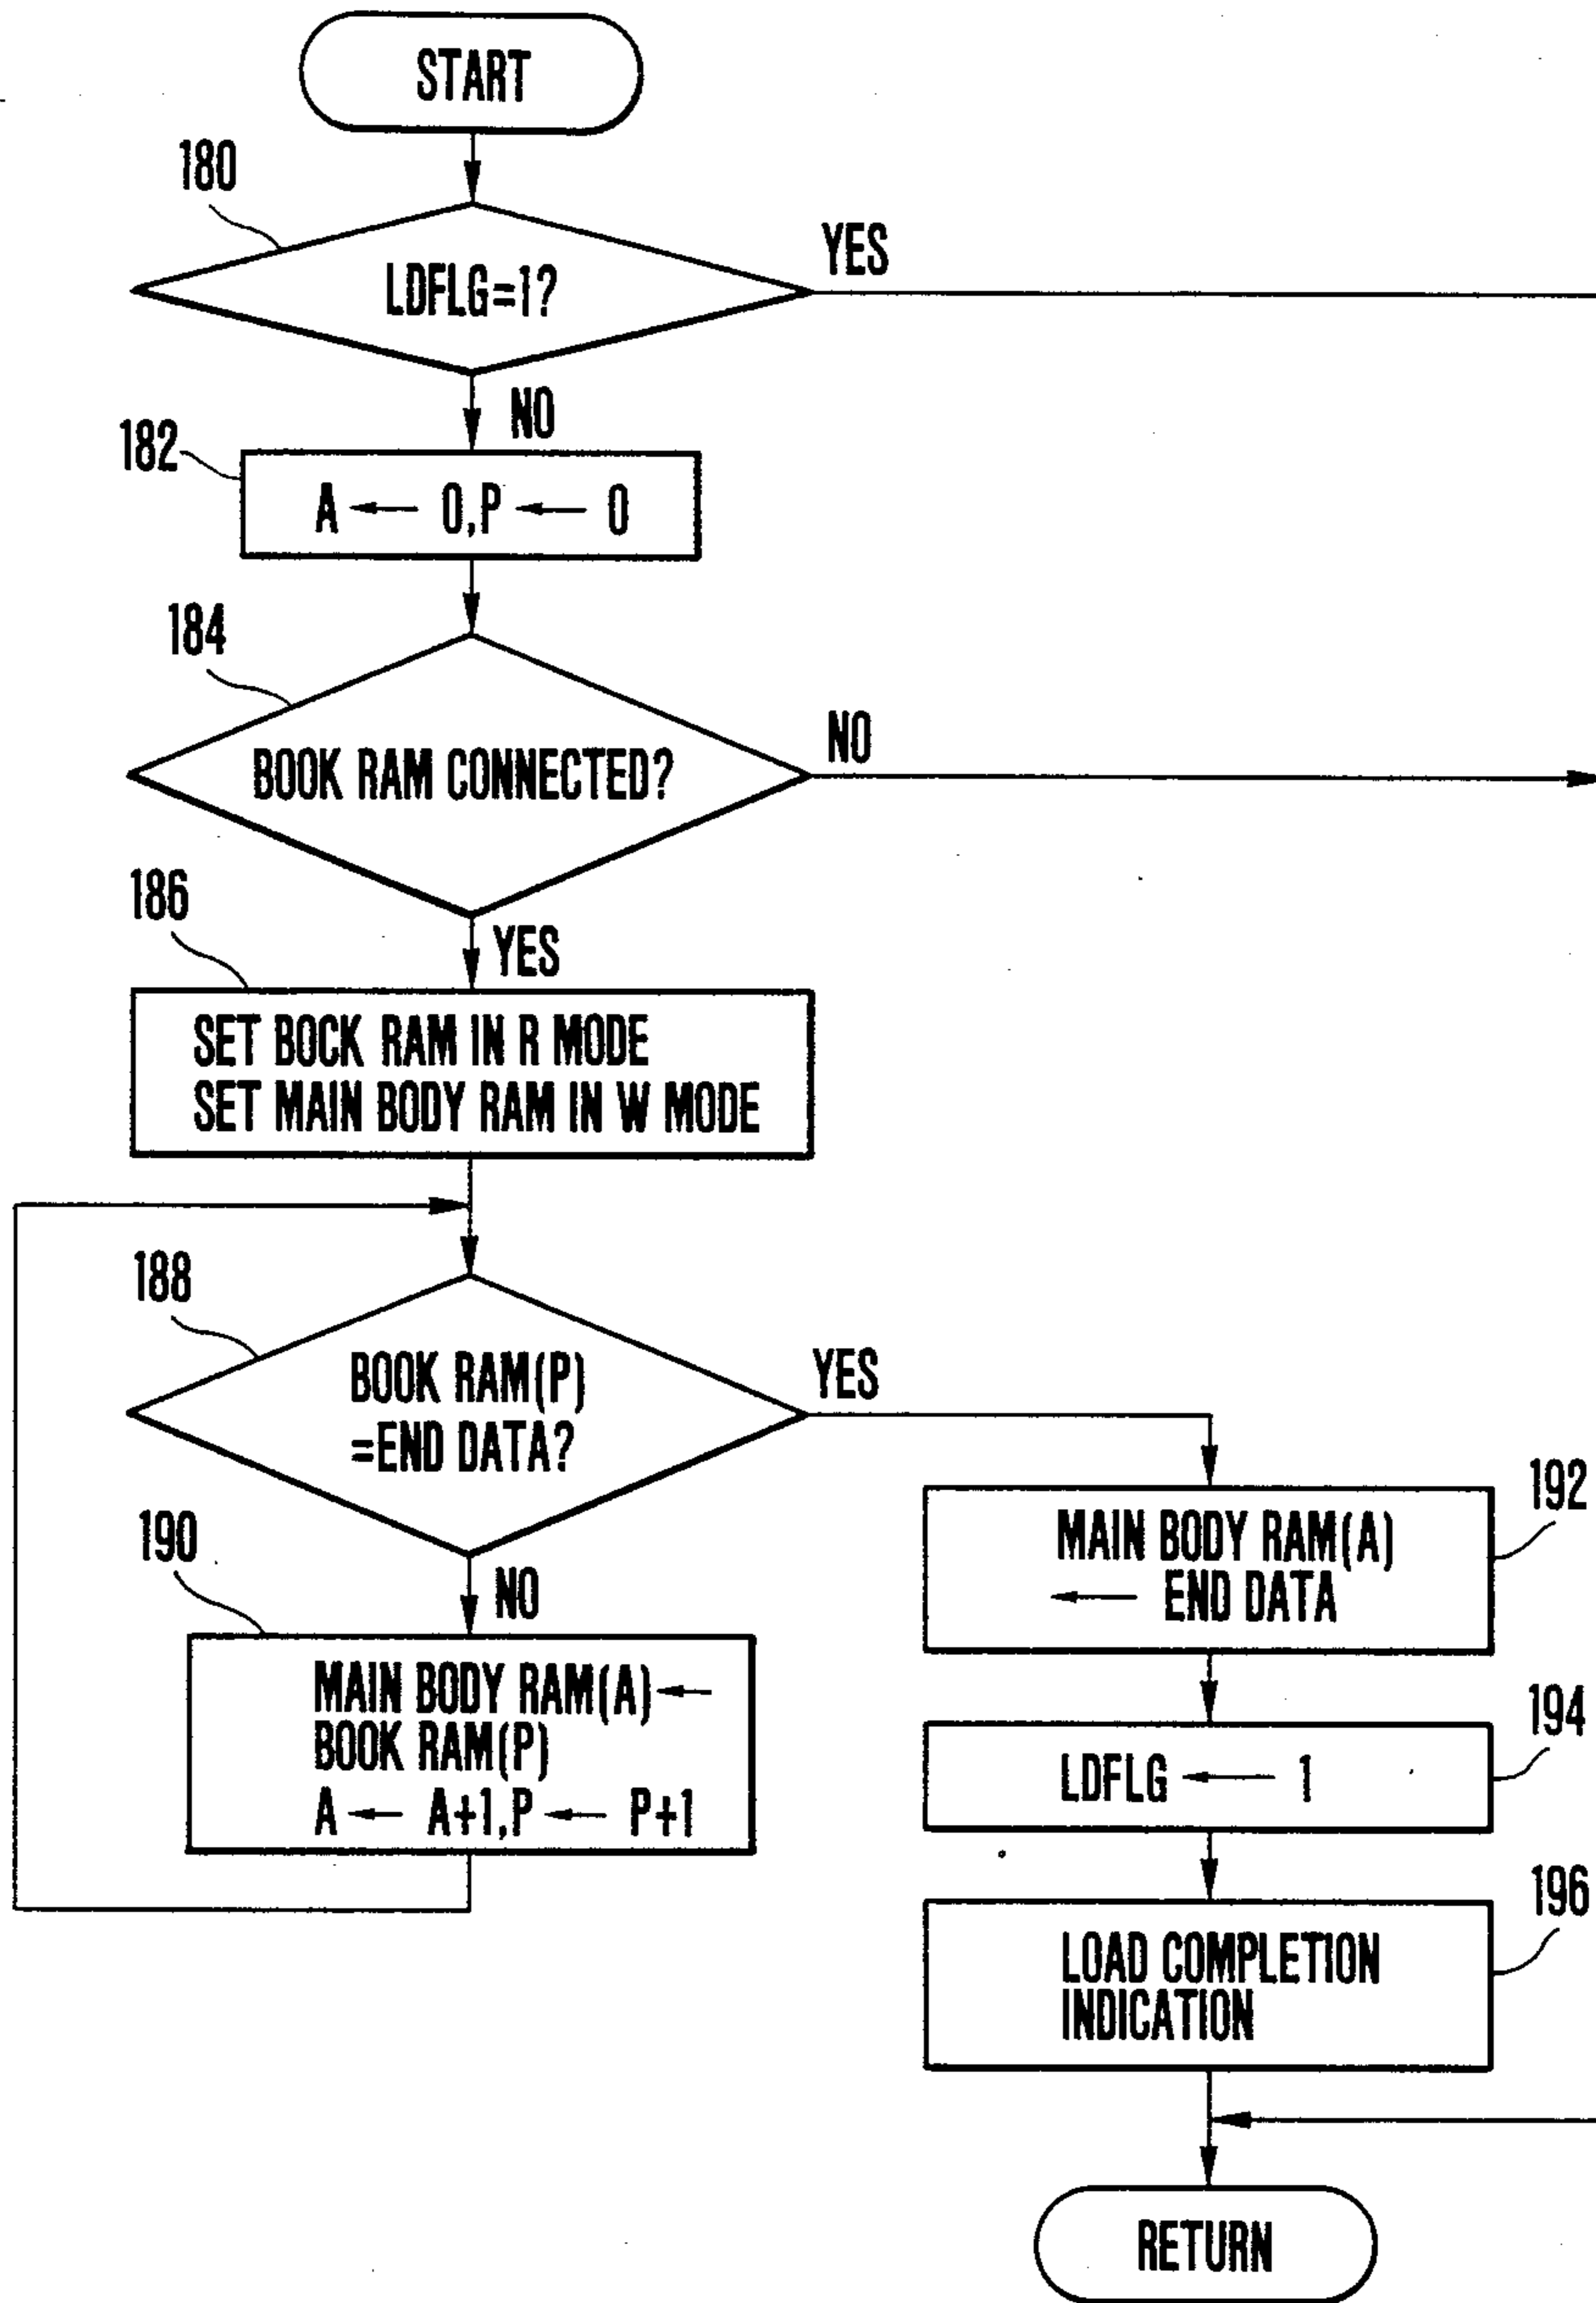 START
180
LDFLG=1?
YES
NO
182
A ← 0,P ← 0
184
BOOK RAM CONNECTED?
NO
186
YES
SET BOCK RAM IN R MODE
SET MAIN BODY RAM IN W MODE
188
BOOK RAM(P)
=END DATA?
YES
190
NO
MAIN BODY RAM(A)←
BOOK RAM(P)
A ← A+1,P ← P+1
192
MAIN BODY RAM(A)
← END DATA
194
LDFLG ← 1
196
LOAD COMPLETION
INDICATION
RETURN